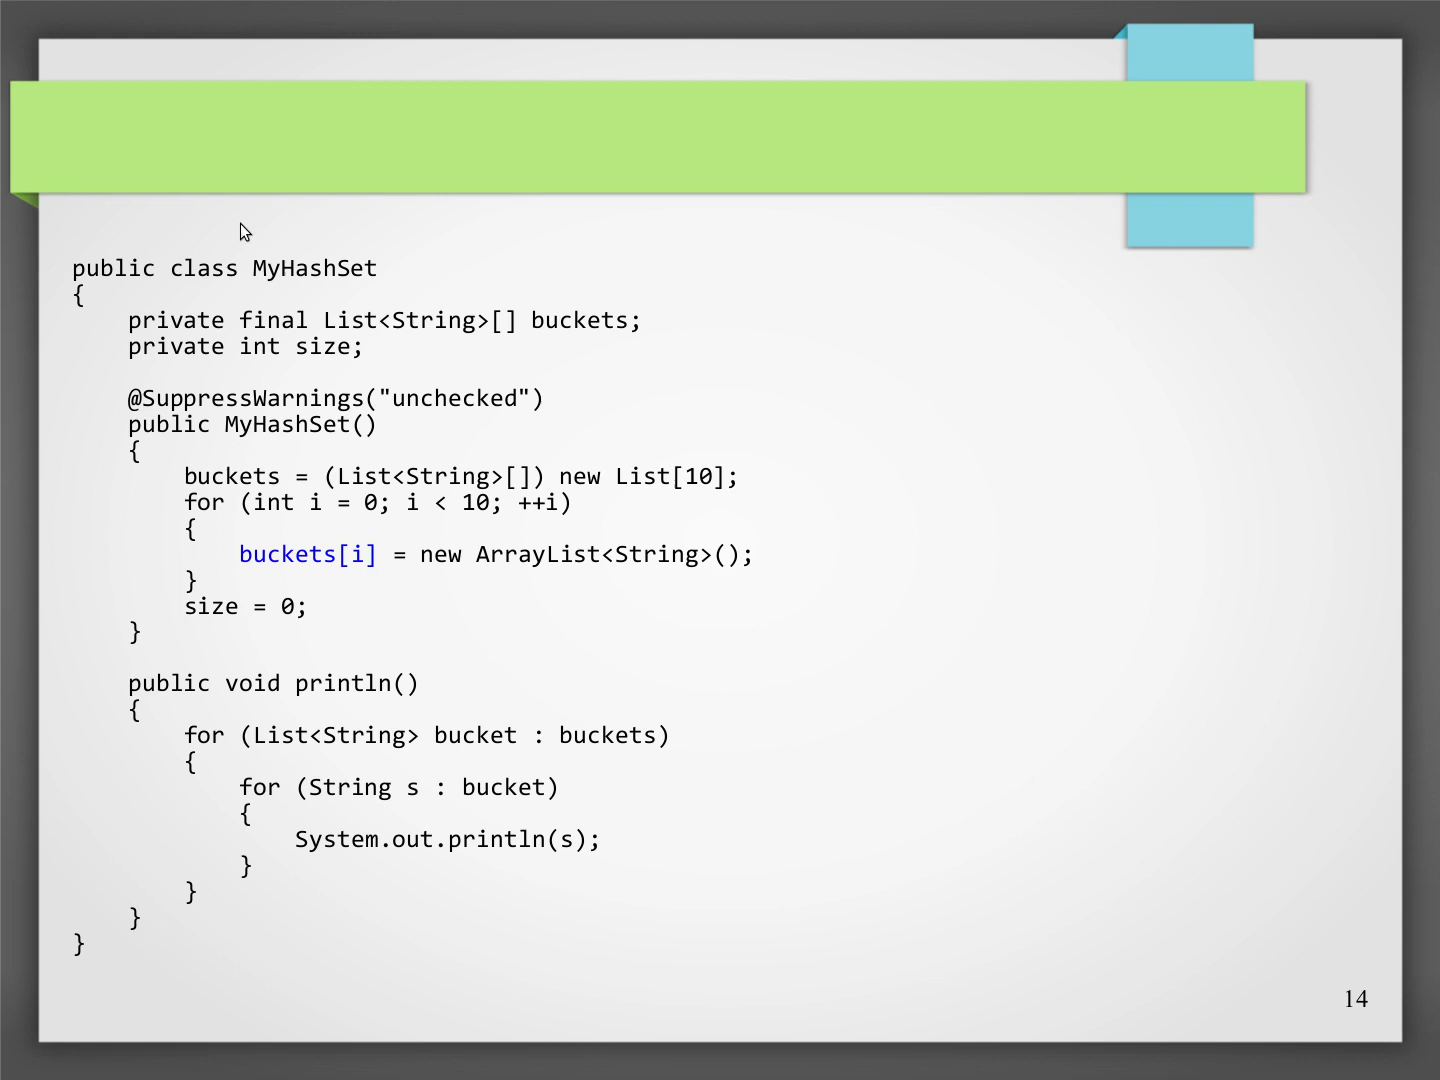 public class MyHashSet
{
    private final List<String>[] buckets;
    private int size;

    @SuppressWarnings("unchecked")
    public MyHashSet()
    {
        buckets = (List<String>[]) new List[10];
        for (int i = 0; i < 10; ++i)
        {
            buckets[i] = new ArrayList<String>();
        }
        size = 0;
    }

    public void println()
    {
        for (List<String> bucket : buckets)
        {
            for (String s : bucket)
            {
                System.out.println(s);
            }
        }
    }
}
14